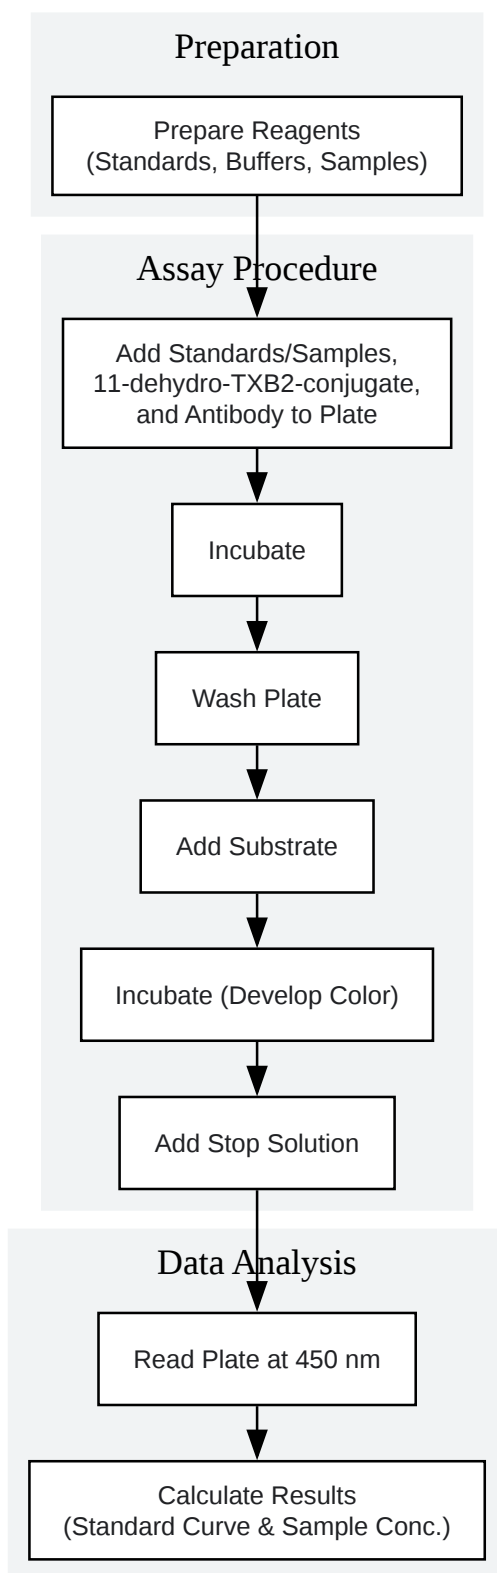 Preparation
Prepare Reagents
(Standards, Buffers, Samples)
Assay Procedure
Add Standards/Samples,
11-dehydro-TXB2-conjugate,
and Antibody to Plate
Incubate
Wash Plate
Add Substrate
Incubate (Develop Color)
Add Stop Solution
Data Analysis
Read Plate at 450 nm
Calculate Results
(Standard Curve & Sample Conc.)